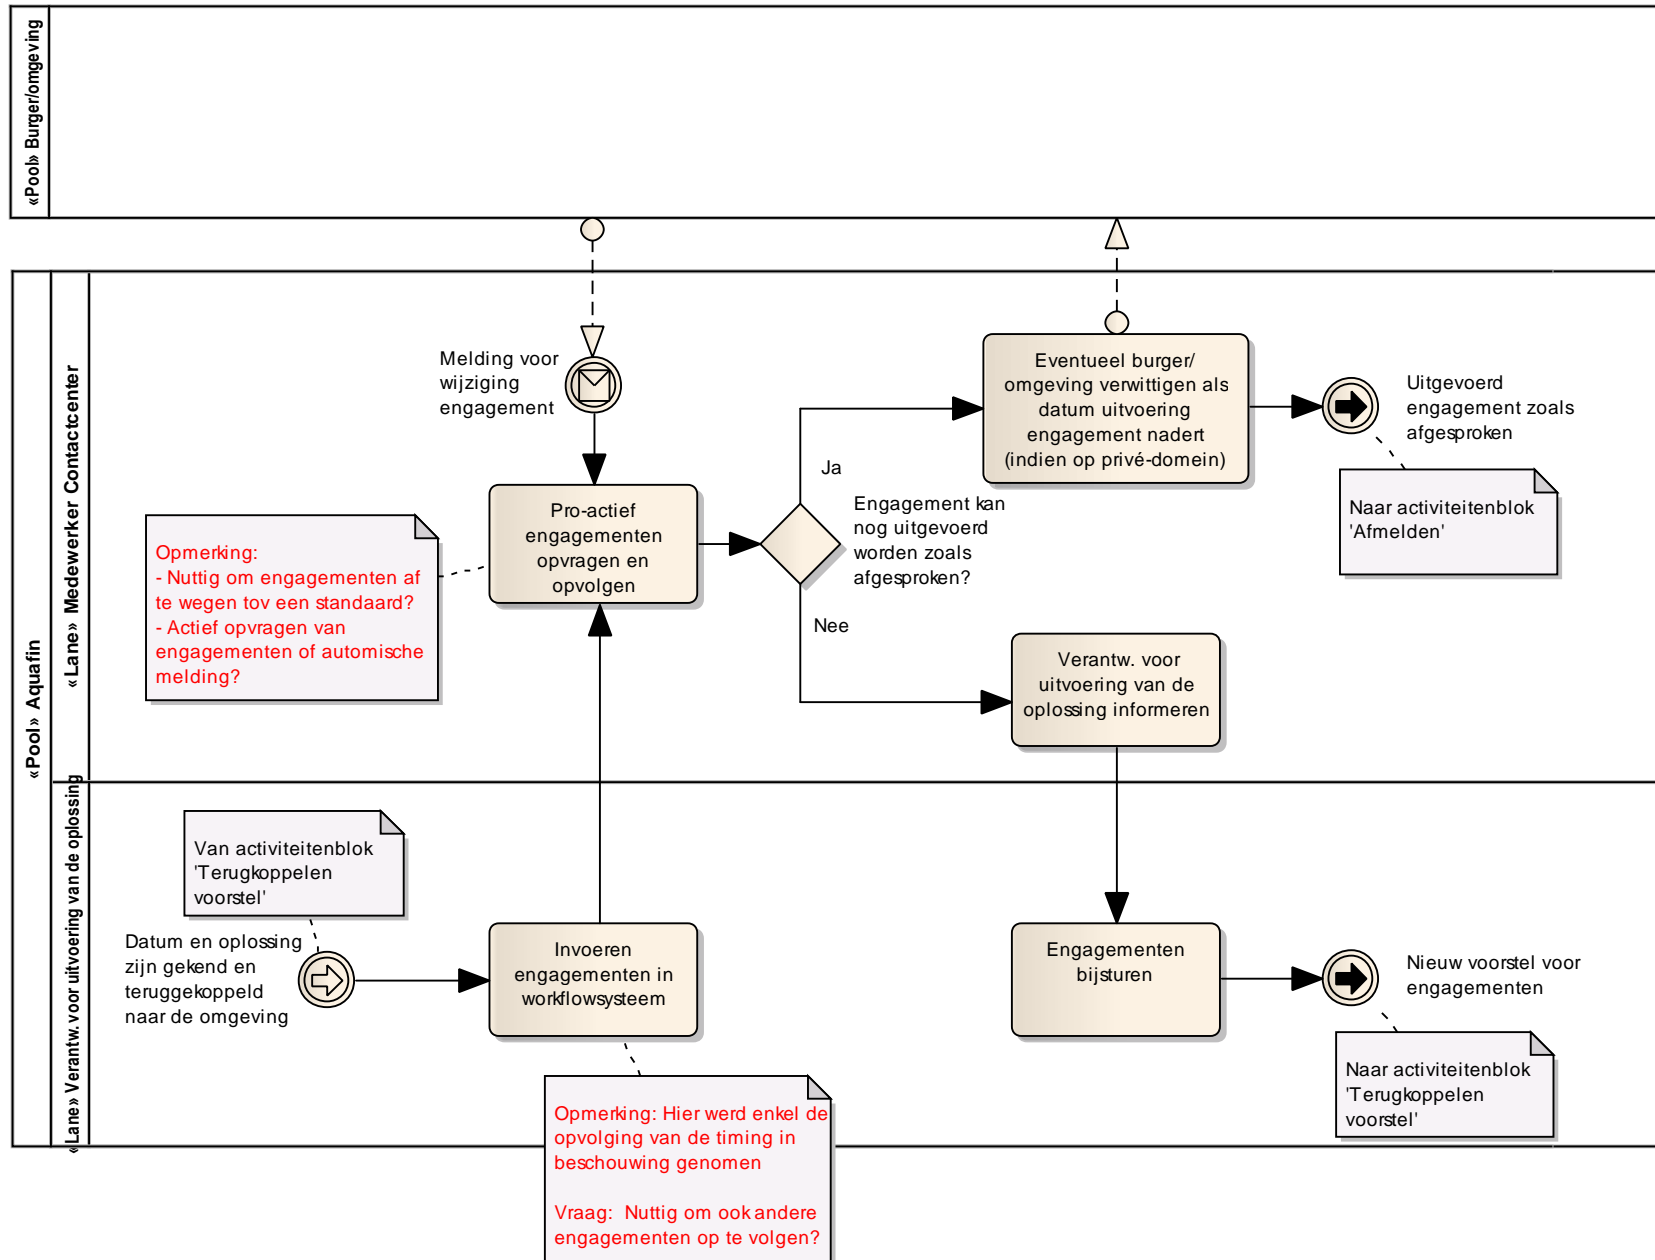 «Pool» Burger/omgeving
«Pool» Aquafin
«Lane» Medewerker Contactcenter
Melding voor
wijziging
engagement
Eventueel burger/
omgeving verwittigen als
datum uitvoering
engagement nadert
(indien op privé-domein)
Uitgevoerd
engagement zoals
afgesproken
Naar activiteitenblok
'Afmelden'
Ja
Engagement kan
nog uitgevoerd
worden zoals
afgesproken?
Nee
Pro-actief
engagementen
opvragen en
opvolgen
Opmerking:
- Nuttig om engagementen af
te wegen tov een standaard?
- Actief opvragen van
engagementen of automische
melding?
Verantw. voor
uitvoering van de
oplossing informeren
«Lane» Verantw. voor uitvoering van de oplossing
Van activiteitenblok
'Terugkoppelen
voorstel'
Datum en oplossing
zijn gekend en
teruggekoppeld
naar de omgeving
Invoeren
engagementen in
workflowsysteem
Engagementen
bijsturen
Nieuw voorstel voor
engagementen
Naar activiteitenblok
'Terugkoppelen
voorstel'
Opmerking: Hier werd enkel de
opvolging van de timing in
beschouwing genomen
Vraag:  Nuttig om ook andere
engagementen op te volgen?